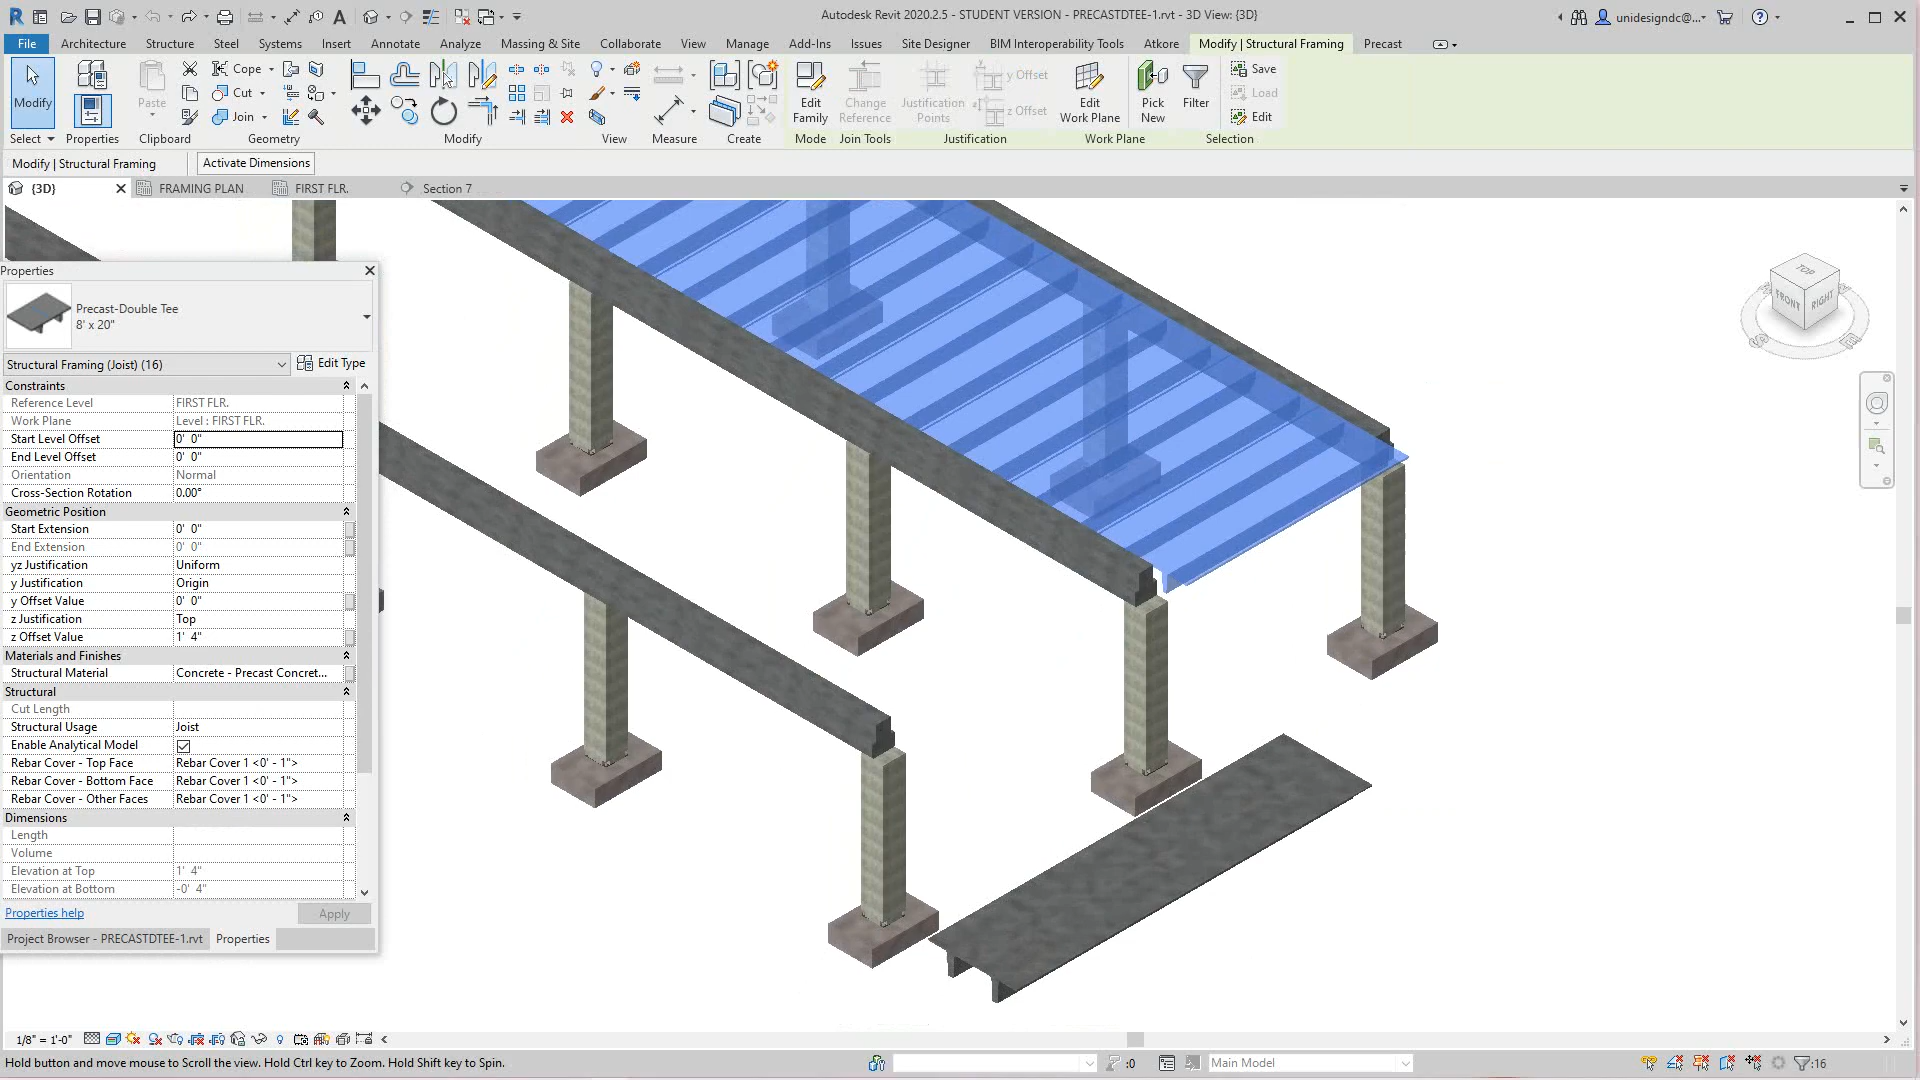 Autodesk Revit 2020.2.5 - STUDENT VERSION - PRECASTDTEE-1.rvt - 3D View: {3D}
unidesigndc@...
File Architecture Structure Steel Systems Insert Annotate Analyze Massing & Site Collaborate View Manage Add-Ins Issues Site Designer BIM Interoperability Tools Atkore Modify | Structural Framing Precast
Modify
Select
Properties
Paste
Clipboard
Cope
Cut
Join
Geometry
Modify
View
Measure
Create
Edit
Family
Mode
Change
Reference
Join Tools
Justification
Points
y Offset
z Offset
Justification
Edit
Work Plane
Work Plane
Pick
New
Filter
Save
Load
Edit
Selection
Modify | Structural Framing Activate Dimensions
{3D} FRAMING PLAN FIRST FLR. Section 7
Properties
Precast-Double Tee
8' x 20"
Structural Framing (Joist) (16) Edit Type
Constraints
Reference Level FIRST FLR.
Work Plane Level : FIRST FLR.
Start Level Offset 0' 0"
End Level Offset 0' 0"
Orientation Normal
Cross-Section Rotation 0.00°
Geometric Position
Start Extension 0' 0"
End Extension 0' 0"
yz Justification Uniform
y Justification Origin
y Offset Value 0' 0"
z Justification Top
z Offset Value 1' 4"
Materials and Finishes
Structural Material Concrete - Precast Concret...
Structural
Cut Length
Structural Usage Joist
Enable Analytical Model
Rebar Cover - Top Face Rebar Cover 1 <0' - 1">
Rebar Cover - Bottom Face Rebar Cover 1 <0' - 1">
Rebar Cover - Other Faces Rebar Cover 1 <0' - 1">
Dimensions
Length
Volume
Elevation at Top 1' 4"
Elevation at Bottom -0' 4"
Properties help Apply
Project Browser - PRECASTDTEE-1.rvt Properties
TOP
FRONT
RIGHT
1/8" = 1'-0"
Hold button and move mouse to Scroll the view. Hold Ctrl key to Zoom. Hold Shift key to Spin.
:0
Main Model
:16